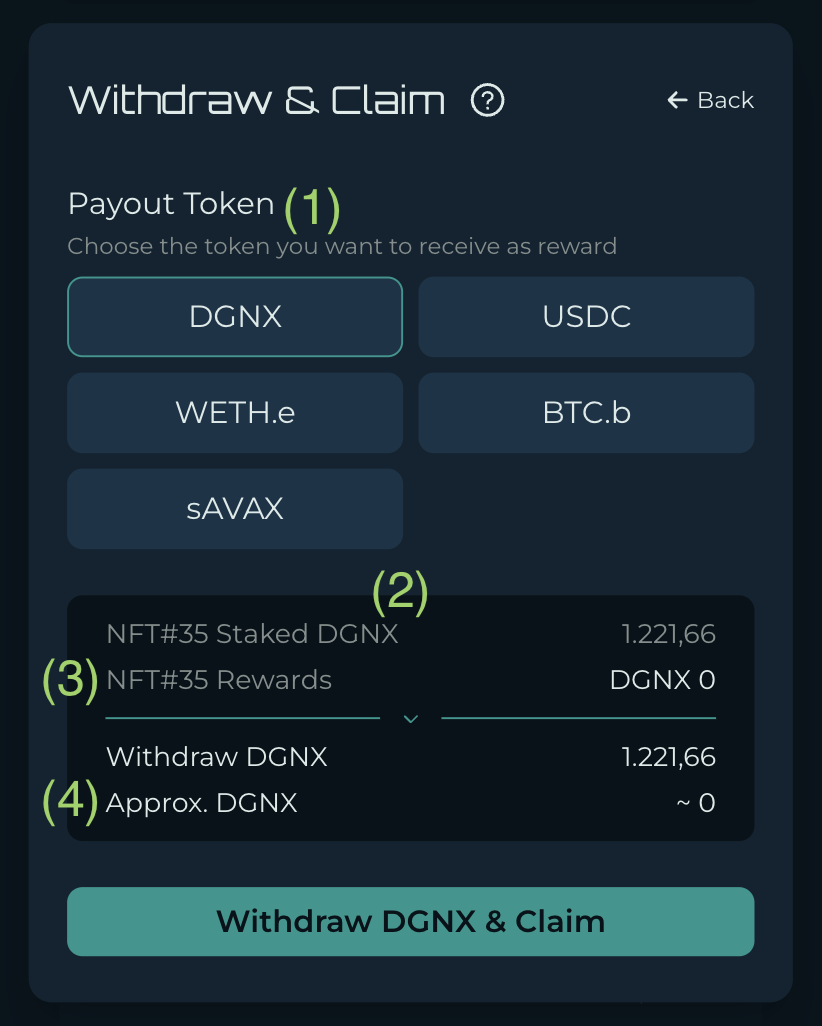 Withdraw & Claim ? ← Back
Payout Token (1)
Choose the token you want to receive as reward
DGNX USDC
WETH.e BTC.b
sAVAX
(2)
NFT#35 Staked DGNX 1.221,66
(3) NFT#35 Rewards DGNX 0
Withdraw DGNX 1.221,66
(4) Approx. DGNX ~ 0
Withdraw DGNX & Claim